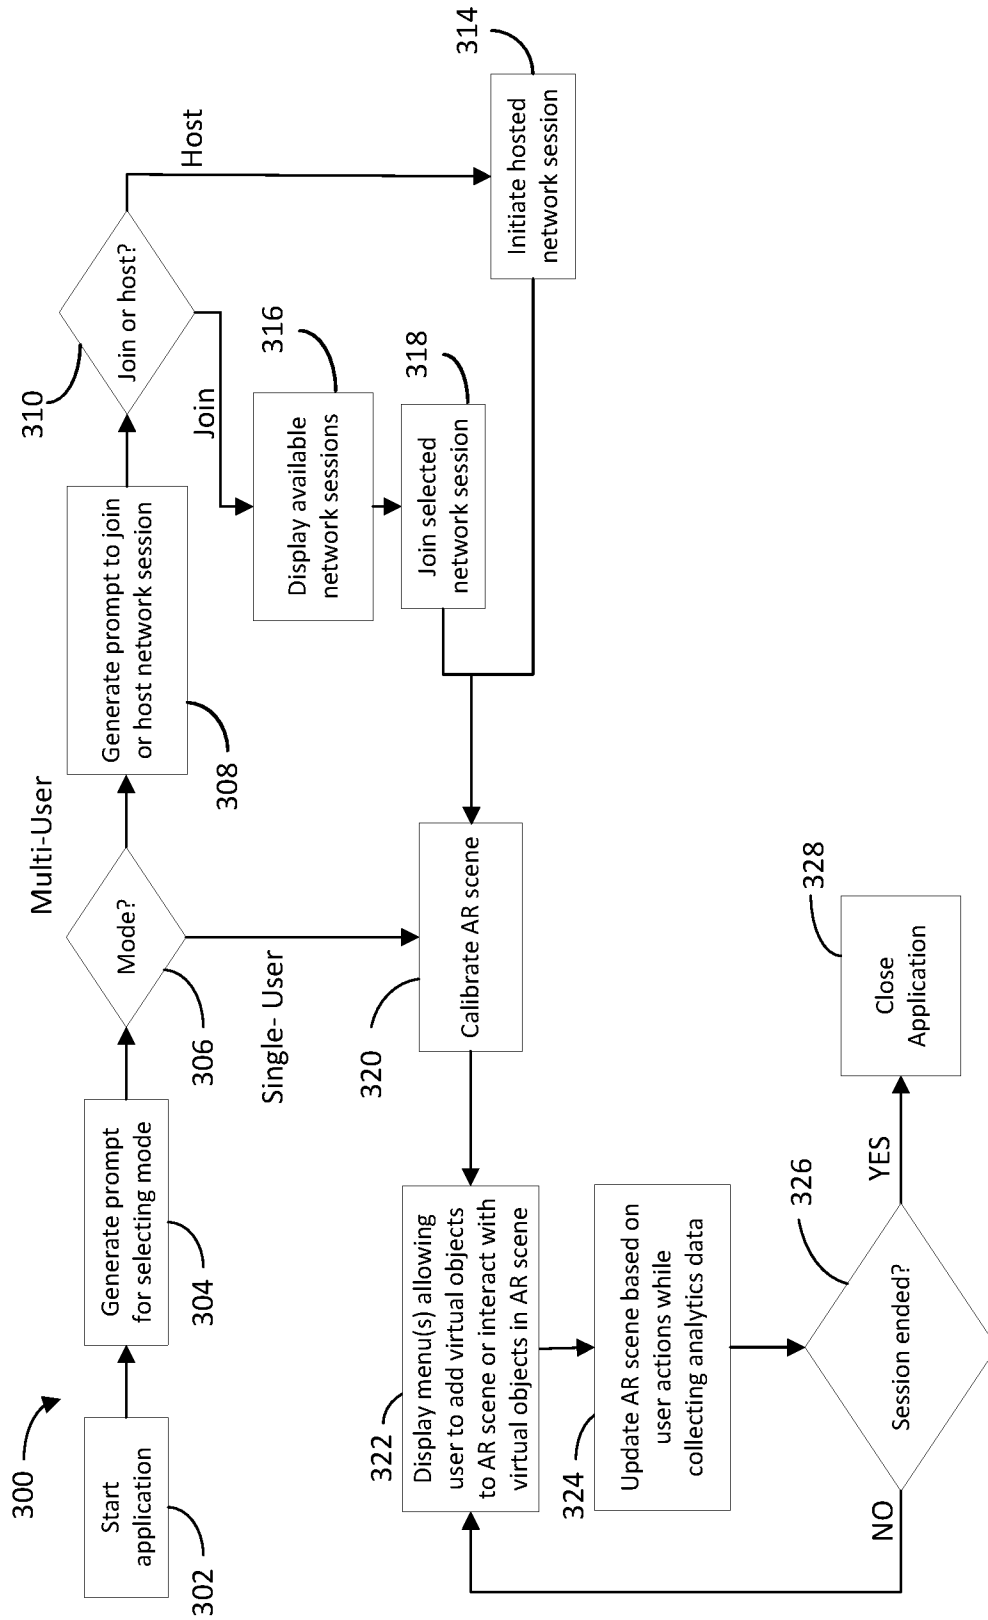 300
Start
application
302
Generate prompt
for selecting mode
304
Mode?
306
Multi-User
Single- User
Generate prompt to join
or host network session
308
Join or host?
310
Join
Host
Display available
network sessions
316
Join selected
network session
318
Initiate hosted
network session
314
Calibrate AR scene
320
Display menu(s) allowing
user to add virtual objects
to AR scene or interact with
virtual objects in AR scene
322
Update AR scene based on
user actions while
collecting analytics data
324
Session ended?
326
NO
YES
Close
Application
328